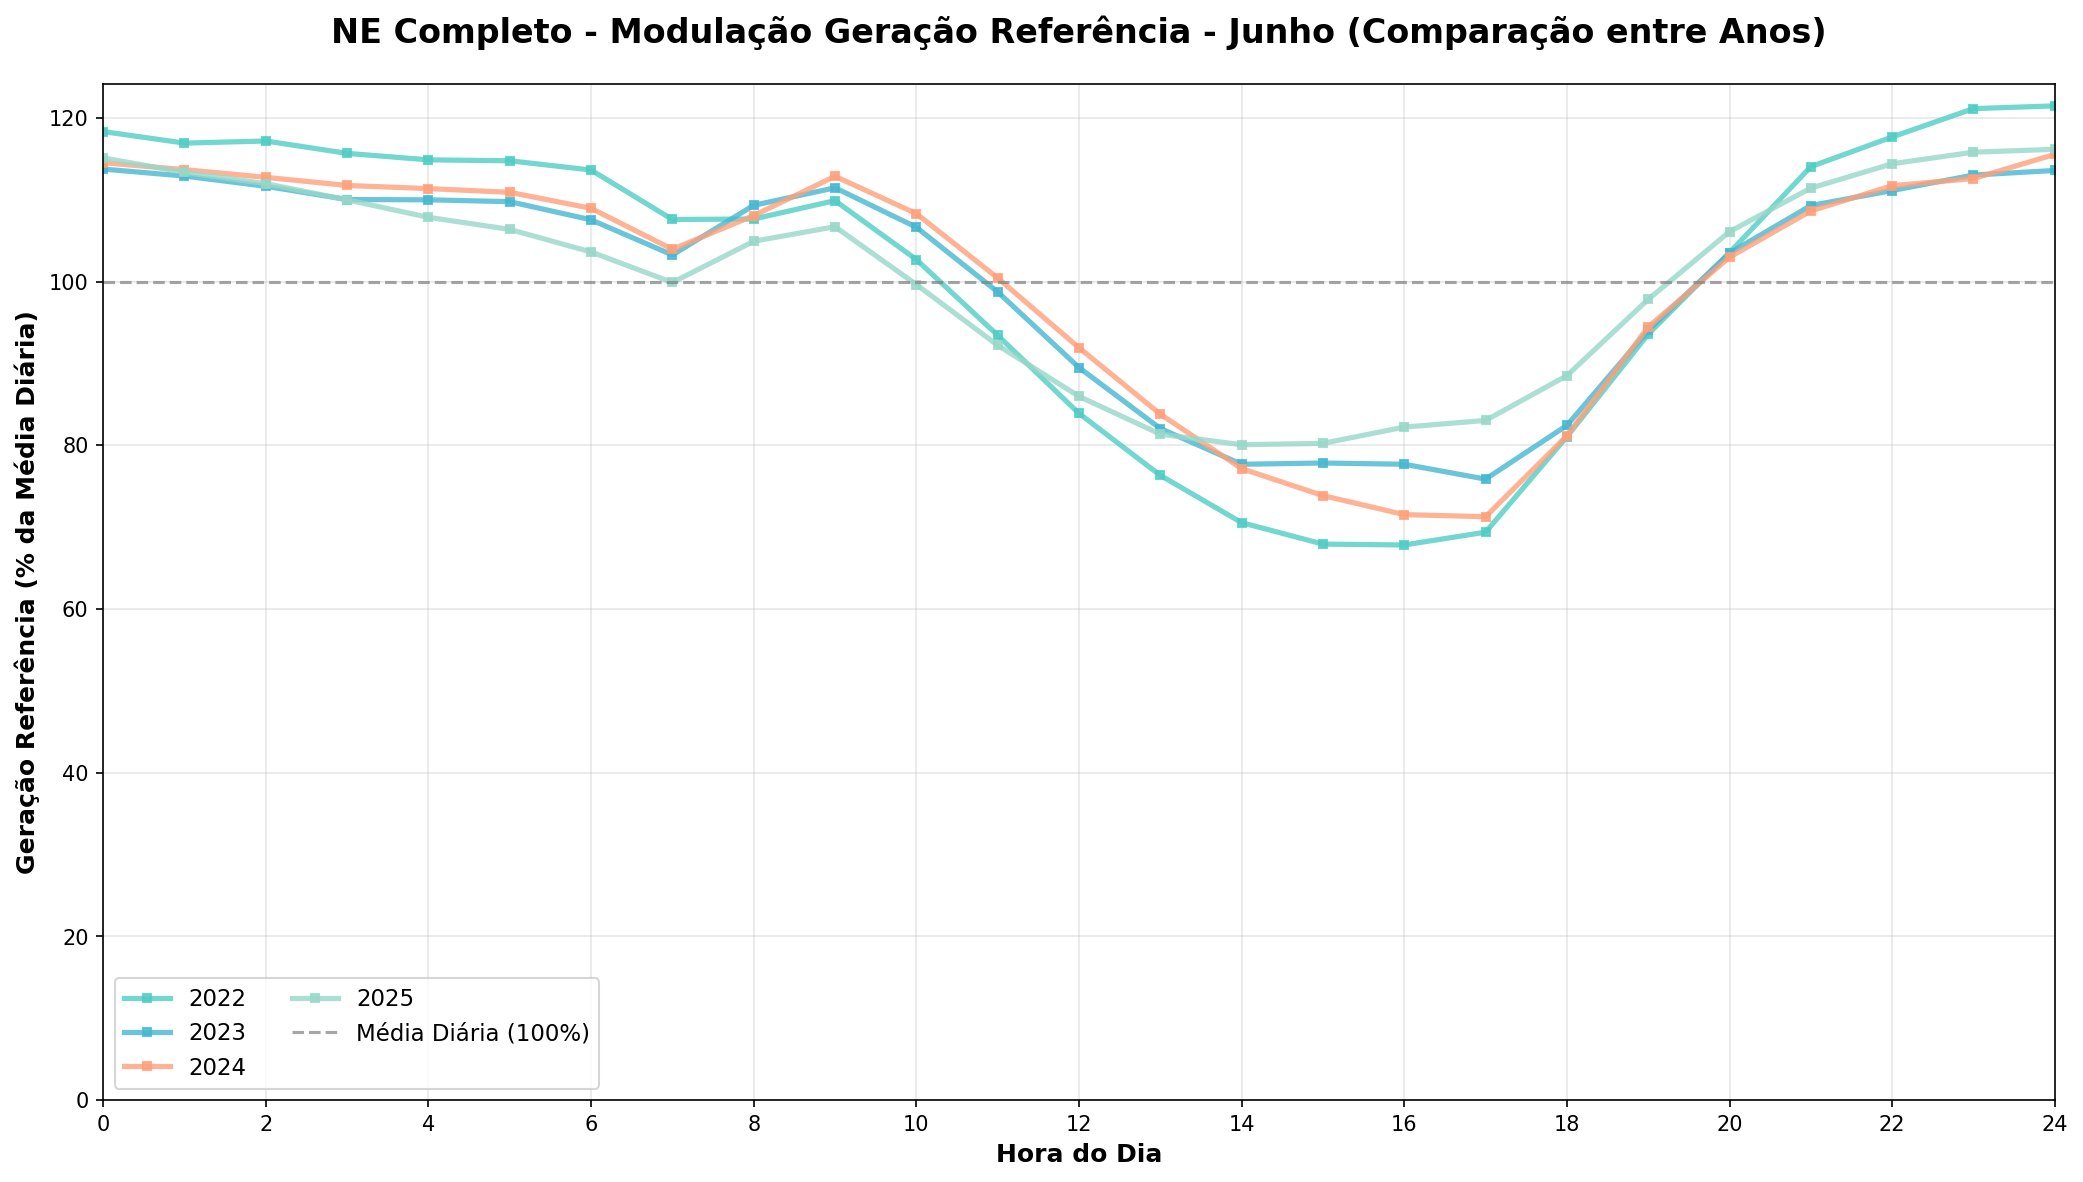 NE Completo - Modulação Geração Referência - Junho (Comparação entre Anos)
Geração Referência (% da Média Diária)
120
100
80
60
40
20
0
0 2 4 6 8 10 12 14 16 18 20 22 24
Hora do Dia
2022
2023
2024
2025
Média Diária (100%)